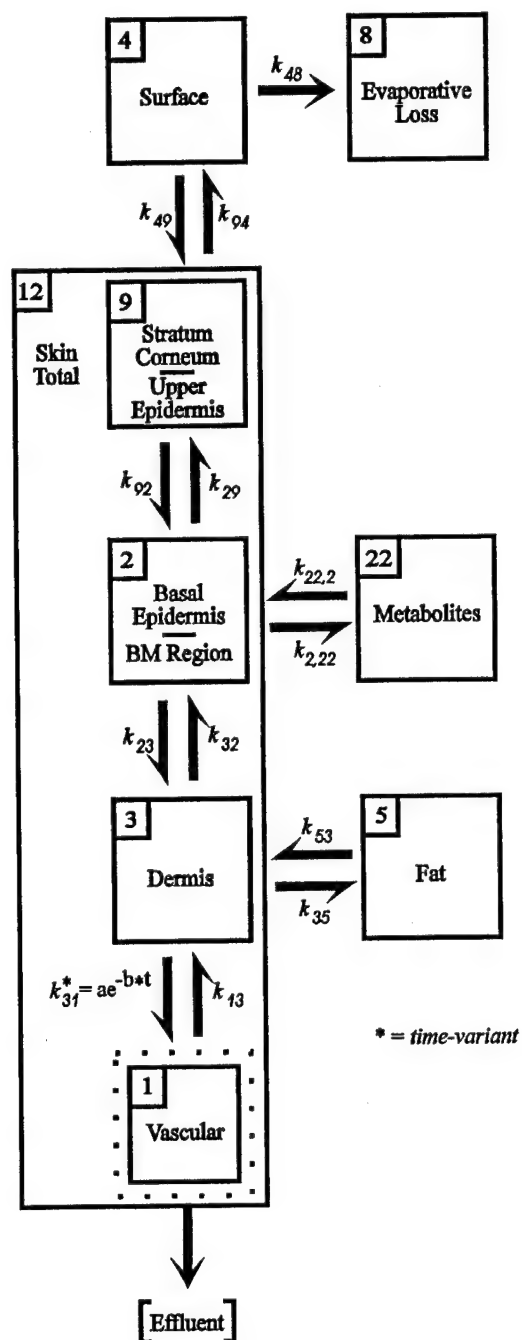 4
Surface
k48
8
Evaporative
Loss
k49
k94
12
Skin
Total
9
Stratum
Corneum
Upper
Epidermis
k92
k29
2
Basal
Epidermis
BM Region
k22,2
k2,22
22
Metabolites
k23
k32
3
Dermis
k53
k35
5
Fat
k*31 = ae-b*t
k13
* = time-variant
1
Vascular
[Effluent]